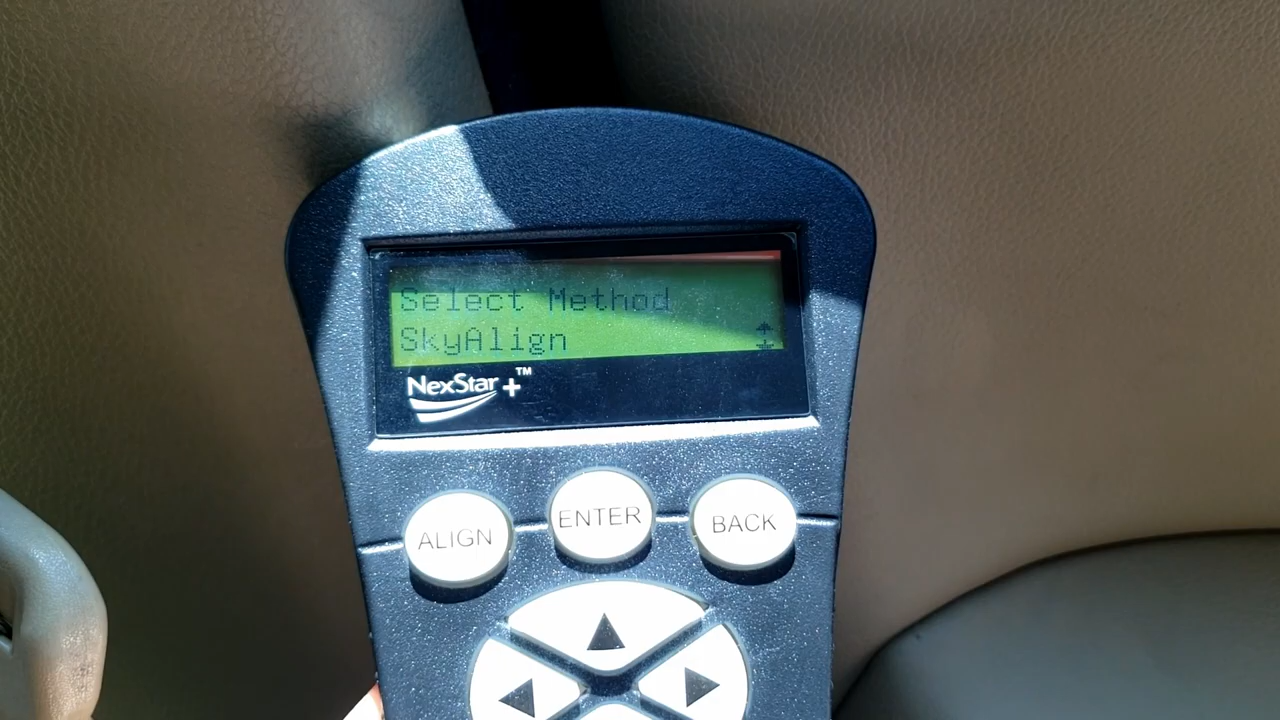 Select Method
SkyAlign
NexStar+™
ALIGN
ENTER
BACK